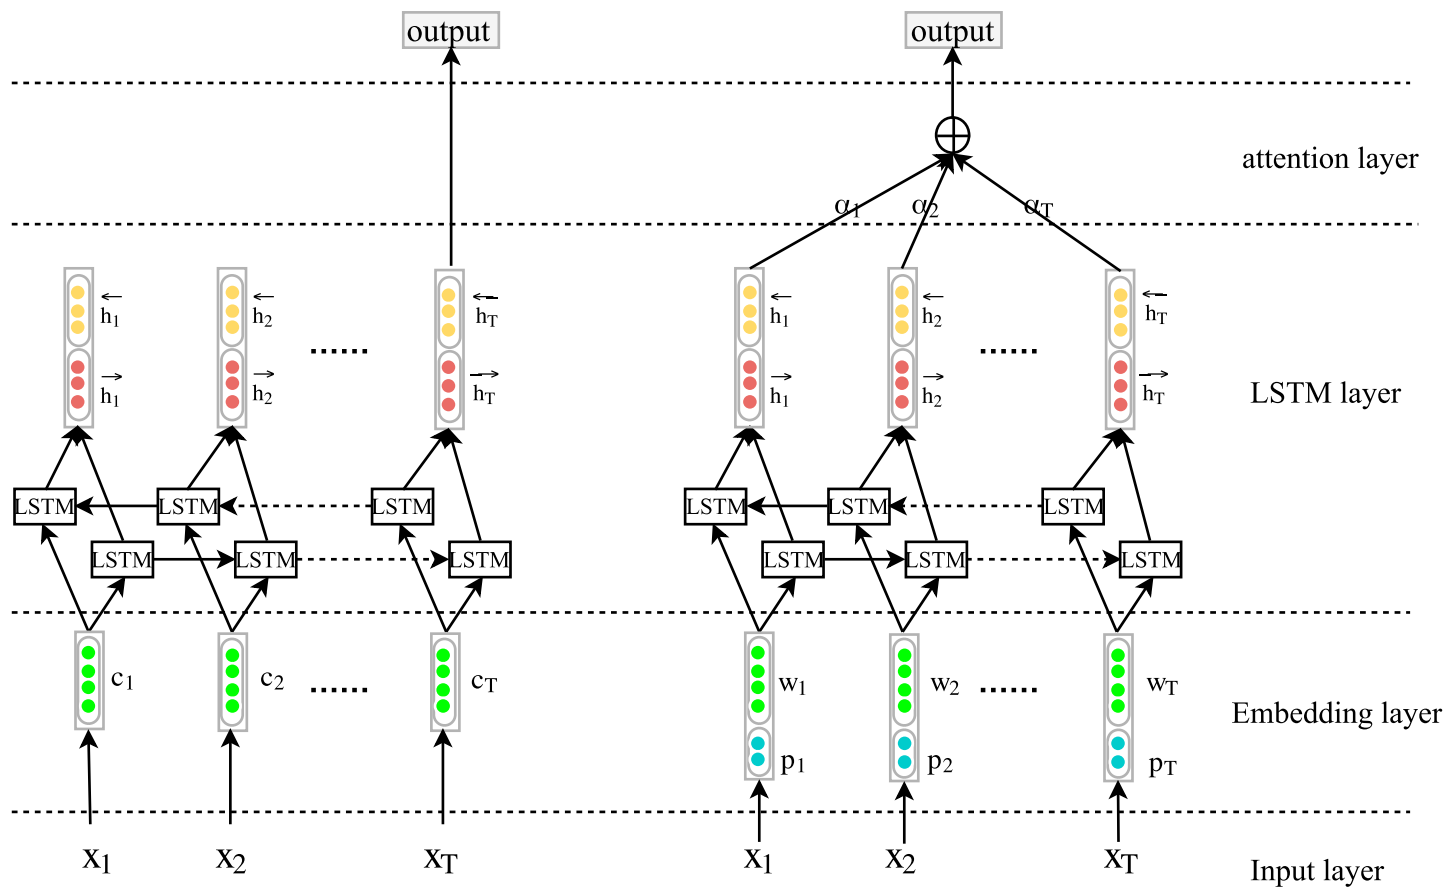 output output
attention layer
α1 α2 αT
h1 h2 hT h1 h2 hT
...... ......
h1 h2 hT h1 h2 hT
LSTM layer
LSTM LSTM LSTM LSTM LSTM LSTM
LSTM LSTM LSTM LSTM LSTM LSTM
c1 c2 ...... cT w1 w2 ...... wT
Embedding layer
p1 p2 pT
x1 x2 xT x1 x2 xT
Input layer